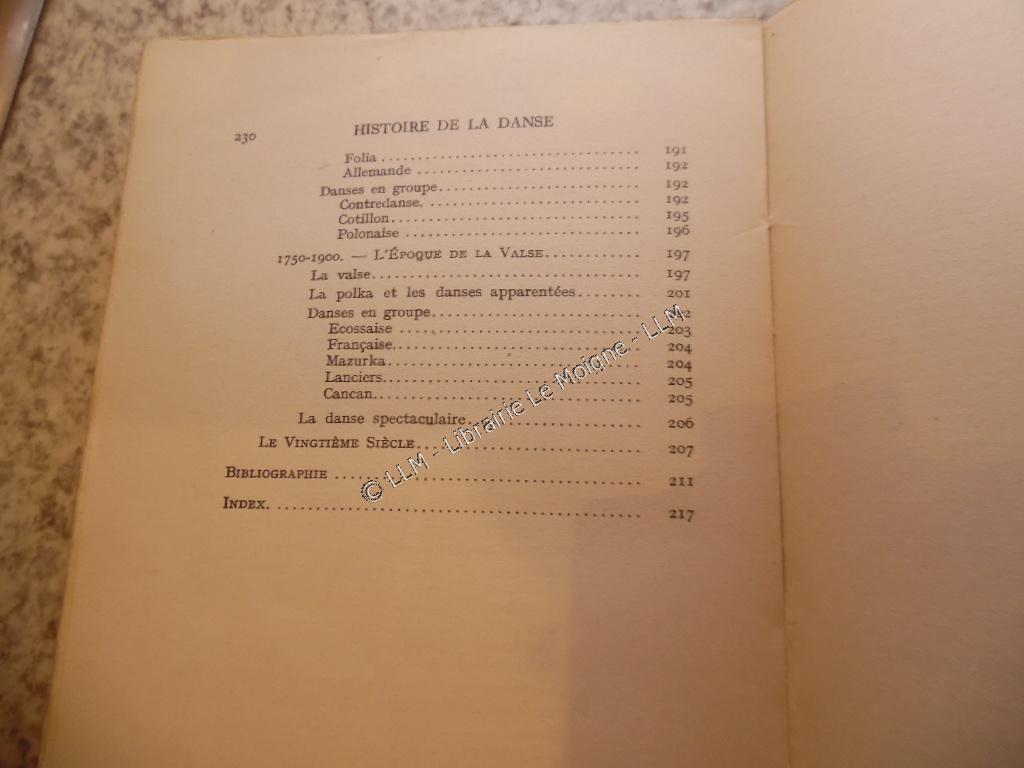 230 HISTOIRE DE LA DANSE
Folia ................................ 191
Allemande ............................ 192
Danses en groupe............................ 192
Contredanse. ............................ 192
Cotillon................................ 195
Polonaise ............................ 196
1750-1900. — L'ÉPOQUE DE LA VALSE............ 197
La valse................................ 197
La polka et les danses apparentées........ 201
Danses en groupe............................
Ecossaise ............................ 203
Française............................ 204
Mazurka............................ 204
Lanciers............................ 205
Cancan............................ 205
La danse spectaculaire.................... 206
LE VINGTIÈME SIÈCLE........................ 207
BIBLIOGRAPHIE ................................ 211
INDEX. ........................................ 217
© LLM - Librairie Le Moigne - LLM